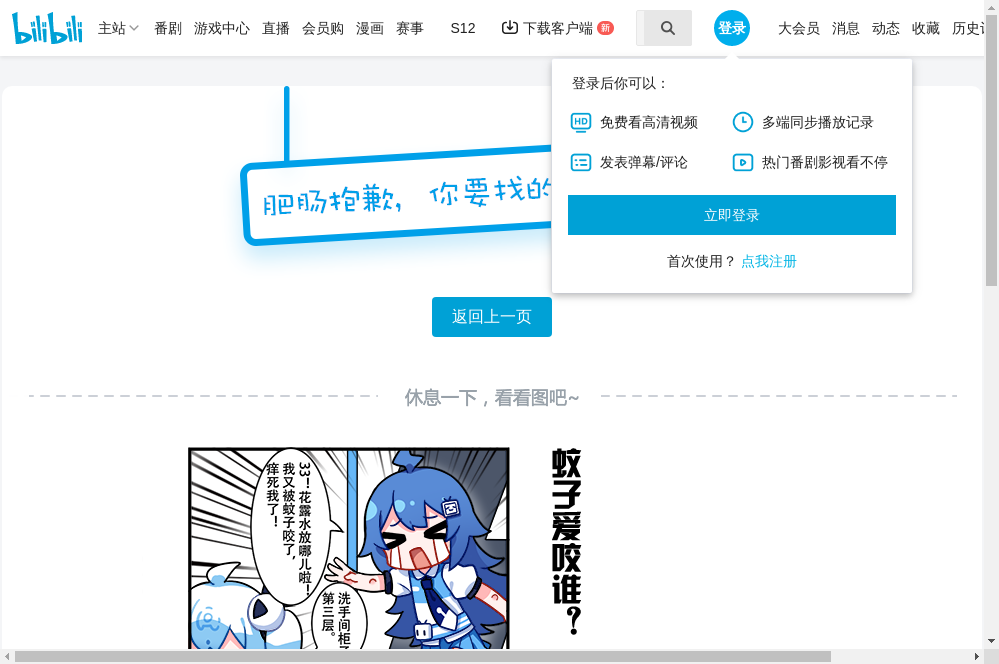 bilibili 主站 番剧 游戏中心 直播 会员购 漫画 赛事 S12 下载客户端 新 登录 大会员 消息 动态 收藏
登录后你可以：
免费看高清视频 多端同步播放记录
发表弹幕/评论 热门番剧影视看不停
立即登录
首次使用？ 点我注册
肥肠抱歉，你要找的
返回上一页
休息一下，看看图吧~
33！花露水放哪儿啦！
我又被蚊子咬了，
痒死我了！
洗手间柜
第三层。
蚊子爱咬谁？